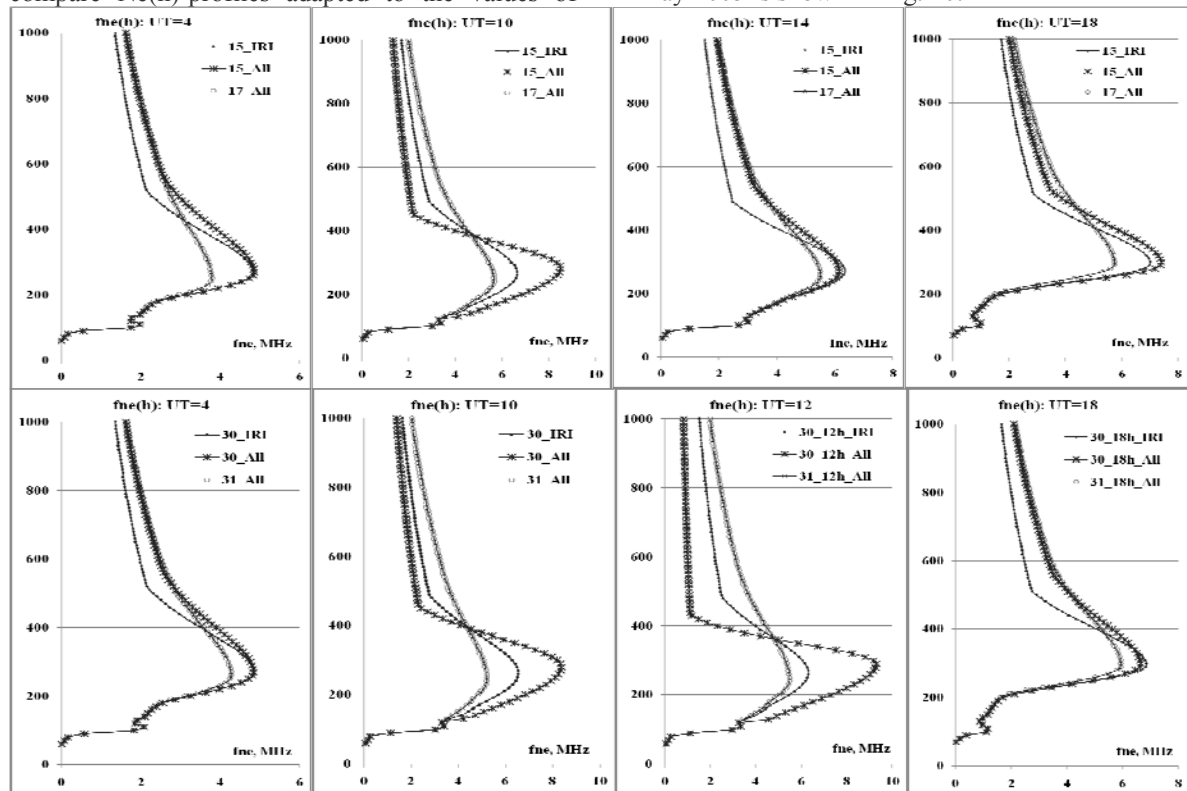 compare Ne(h)-profiles adapted to the values of
fne(h): UT=4
1000
15_IRI
15_All
17_All
800
600
400
200
0
fne, MHz
0 2 4 6
fne(h): UT=10
1000
15_IRI
15_All
17_All
800
600
400
200
0
fne, MHz
0 2 4 6 8 10
fne(h): UT=14
1000
15_IRI
15_All
17_All
800
600
400
200
0
fne, MHz
0 2 4 6 8
fne(h): UT=18
1000
15_IRI
15_All
17_All
800
600
400
200
0
fne, MHz
0 2 4 6 8
fne(h): UT=4
1000
30_IRI
30_All
31_All
800
600
400
200
0
fne, MHz
0 2 4 6
fne(h): UT=10
1000
30_IRI
30_All
31_All
800
600
400
200
0
fne, MHz
0 2 4 6 8 10
fne(h): UT=12
1000
30_12h_IRI
30_12h_All
31_12h_All
800
600
400
200
0
fne, MHz
0 2 4 6 8 10
fne(h): UT=18
1000
30_18h_IRI
30_18h_All
31_18h_All
800
600
400
200
0
fne, MHz
0 2 4 6 8